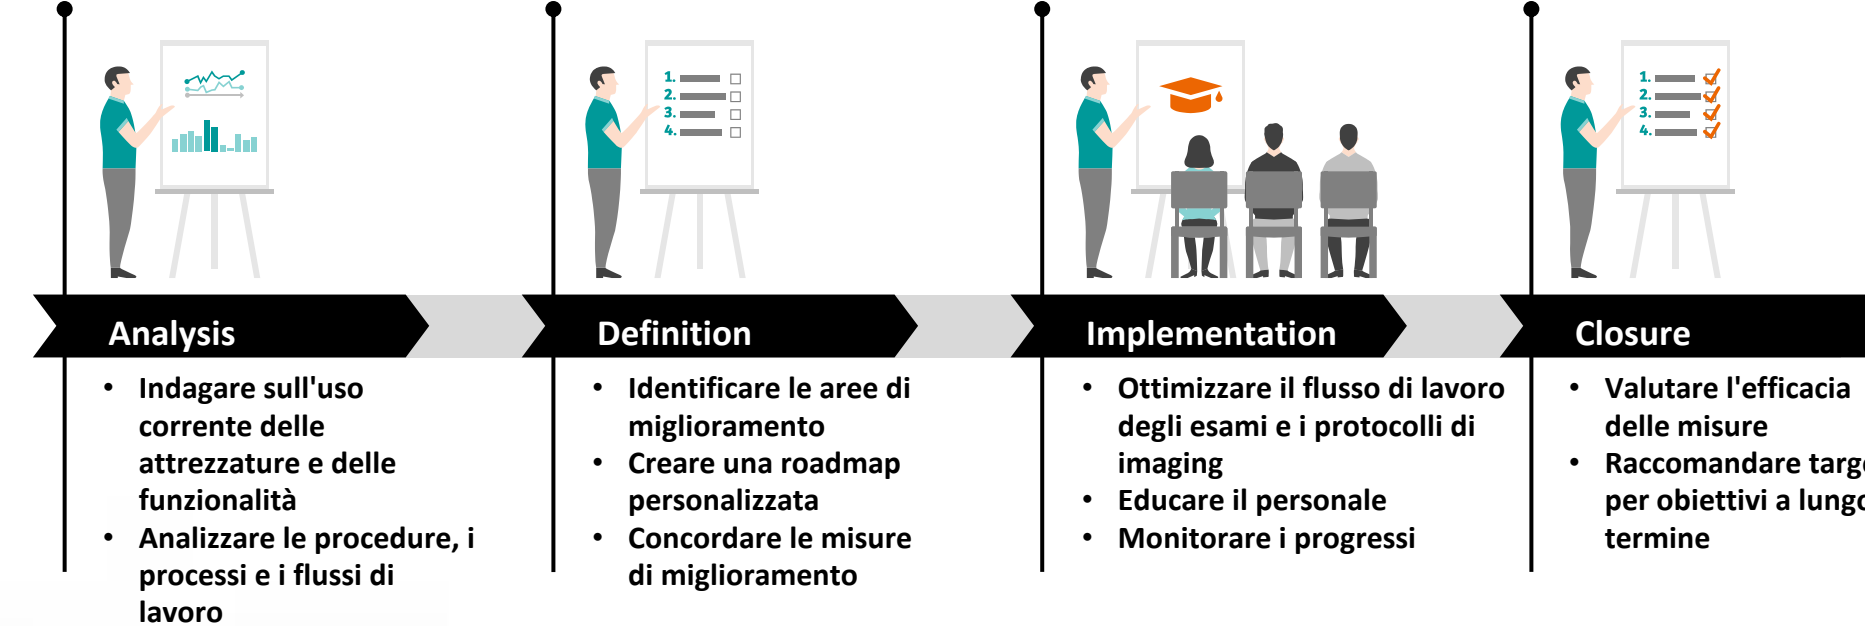 1.
2.
3.
4.
1.
2.
3.
4.
Analysis
• Indagare sull'uso
corrente delle
attrezzature e delle
funzionalità
• Analizzare le procedure, i
processi e i flussi di
lavoro
Definition
• Identificare le aree di
miglioramento
• Creare una roadmap
personalizzata
• Concordare le misure
di miglioramento
Implementation
• Ottimizzare il flusso di lavoro
degli esami e i protocolli di
imaging
• Educare il personale
• Monitorare i progressi
Closure
• Valutare l'efficacia
delle misure
• Raccomandare
per obiettivi a lungo
termine